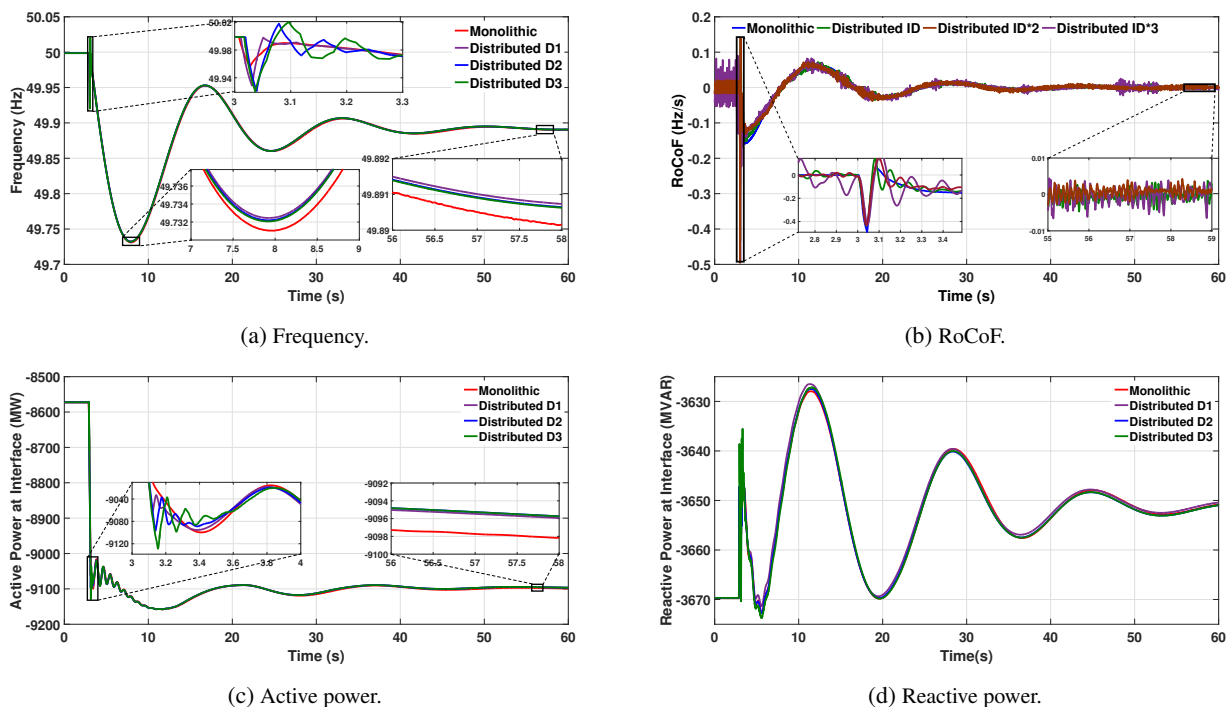 50.05
50
49.95
49.9
49.85
49.8
49.75
49.7
Frequency (Hz)
50.02
49.98
49.94
3 3.1 3.2 3.3
Monolithic
Distributed D1
Distributed D2
Distributed D3
49.736
49.734
49.732
7 7.5 8 8.5 9
49.892
49.891
49.89
56 56.5 57 57.5 58
0 10 20 30 40 50 60
Time (s)
(a) Frequency.
0.2
0.1
0
-0.1
-0.2
-0.3
-0.4
-0.5
RoCoF (Hz/s)
Monolithic Distributed ID Distributed ID*2 Distributed ID*3
0
-0.2
-0.4
2.8 2.9 3 3.1 3.2 3.3 3.4
0.01
0
-0.01
55 56 57 58 59
0 10 20 30 40 50 60
Time (s)
(b) RoCoF.
-8500
-8600
-8700
-8800
-8900
-9000
-9100
-9200
Active Power at Interface (MW)
Monolithic
Distributed D1
Distributed D2
Distributed D3
-9040
-9080
-9120
3 3.2 3.4 3.6 3.8 4
-9092
-9094
-9096
-9098
-9100
56 56.5 57 57.5 58
0 10 20 30 40 50 60
Time (s)
(c) Active power.
-3630
-3640
-3650
-3660
-3670
Reactive Power at Interface (MVAR)
Monolithic
Distributed D1
Distributed D2
Distributed D3
0 10 20 30 40 50 60
Time(s)
(d) Reactive power.